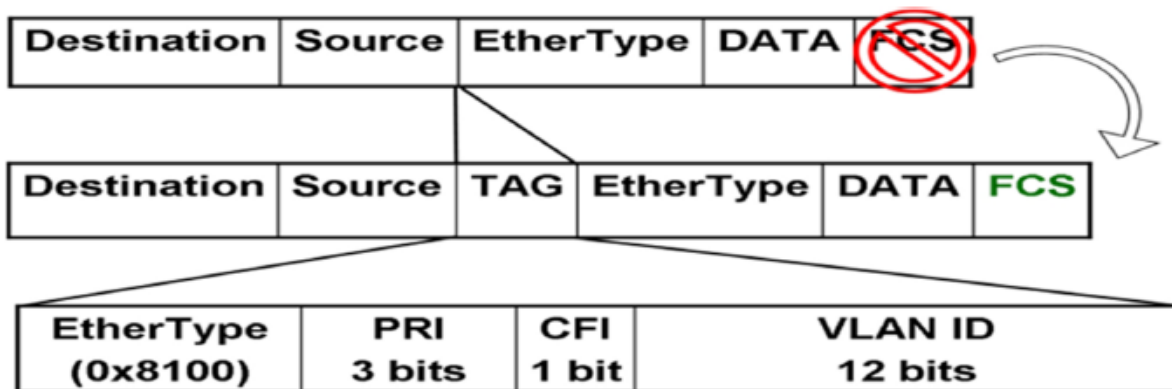 Destination Source EtherType DATA FCS
Destination Source TAG EtherType DATA FCS
EtherType PRI CFI VLAN ID
(0x8100) 3 bits 1 bit 12 bits